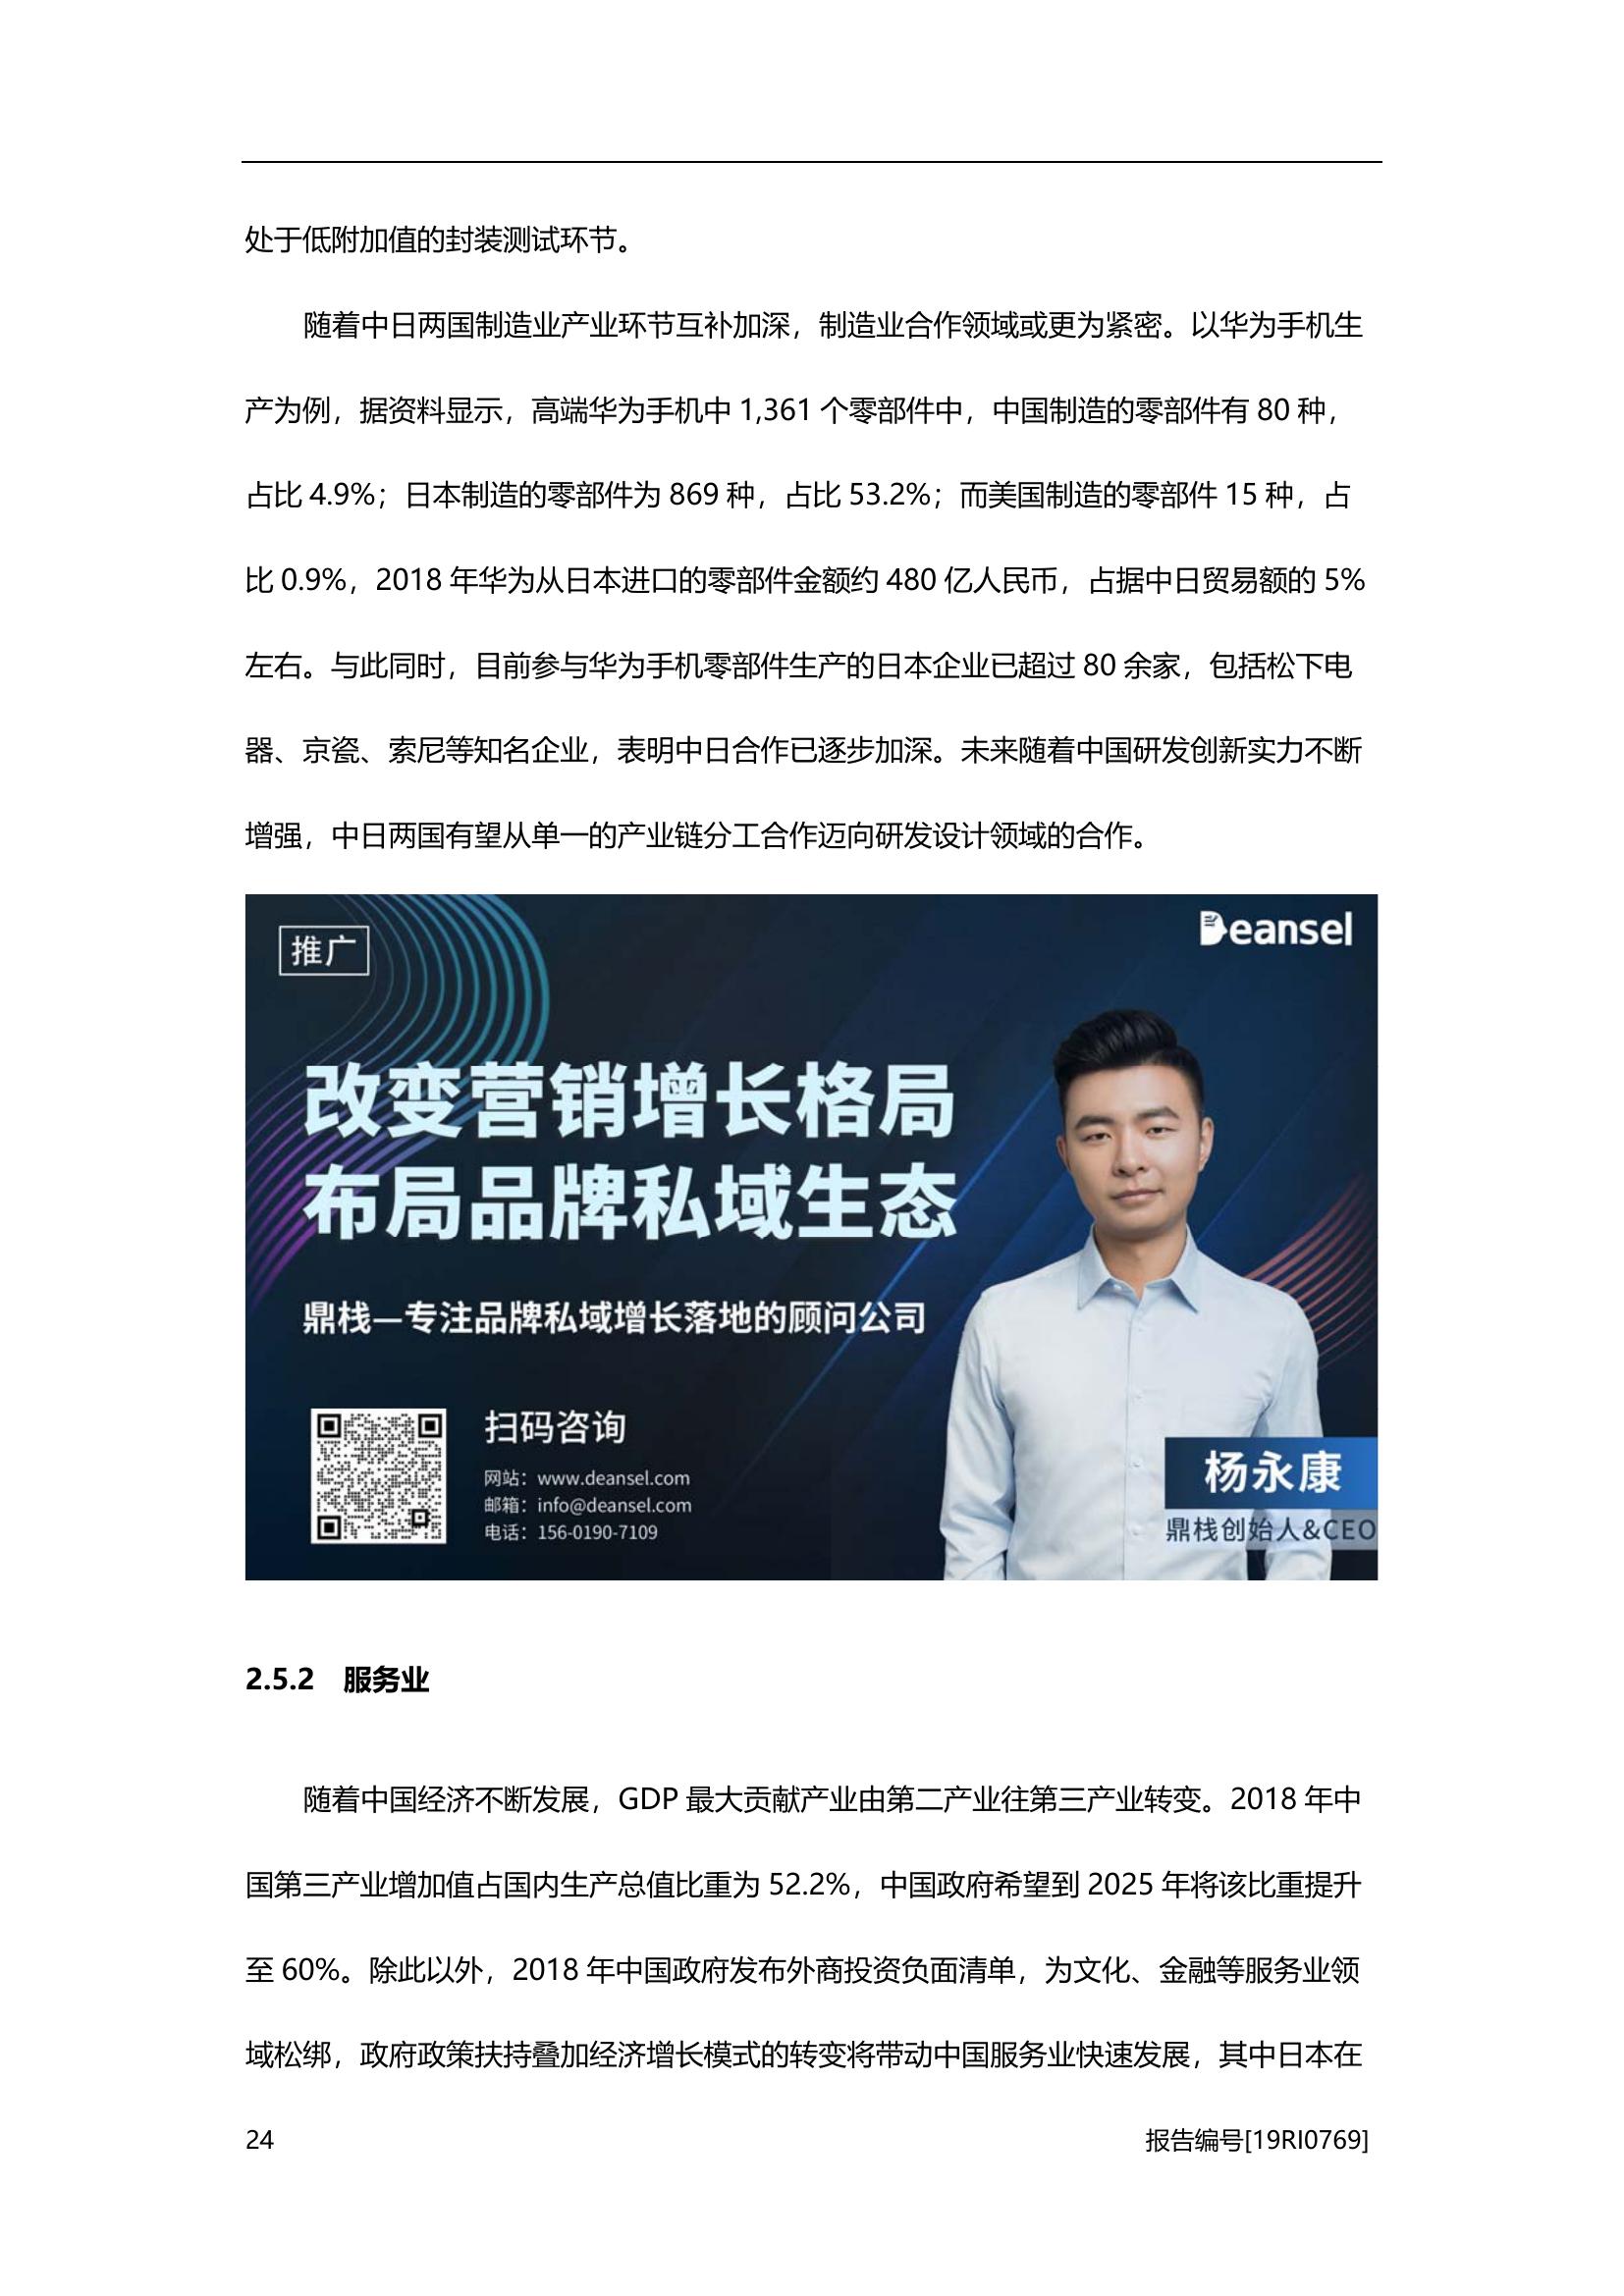 处于低附加值的封装测试环节。
随着中日两国制造业产业环节互补加深，制造业合作领域或更为紧密。以华为手机生
产为例，据资料显示，高端华为手机中 1,361 个零部件中，中国制造的零部件有 80 种，
占比 4.9%；日本制造的零部件为 869 种，占比 53.2%；而美国制造的零部件 15 种，占
比 0.9%，2018 年华为从日本进口的零部件金额约 480 亿人民币，占据中日贸易额的 5%
左右。与此同时，目前参与华为手机零部件生产的日本企业已超过 80 余家，包括松下电
器、京瓷、索尼等知名企业，表明中日合作已逐步加深。未来随着中国研发创新实力不断
增强，中日两国有望从单一的产业链分工合作迈向研发设计领域的合作。
推广
Deansel
改变营销增长格局
布局品牌私域生态
鼎栈—专注品牌私域增长落地的顾问公司
扫码咨询
网站：www.deansel.com
邮箱：info@deansel.com
电话：156-0190-7109
杨永康
鼎栈创始人&CEO
2.5.2 服务业
随着中国经济不断发展，GDP 最大贡献产业由第二产业往第三产业转变。2018 年中
国第三产业增加值占国内生产总值比重为 52.2%，中国政府希望到 2025 年将该比重提升
至 60%。除此以外，2018 年中国政府发布外商投资负面清单，为文化、金融等服务业领
域松绑，政府政策扶持叠加经济增长模式的转变将带动中国服务业快速发展，其中日本在
24
报告编号[19RI0769]